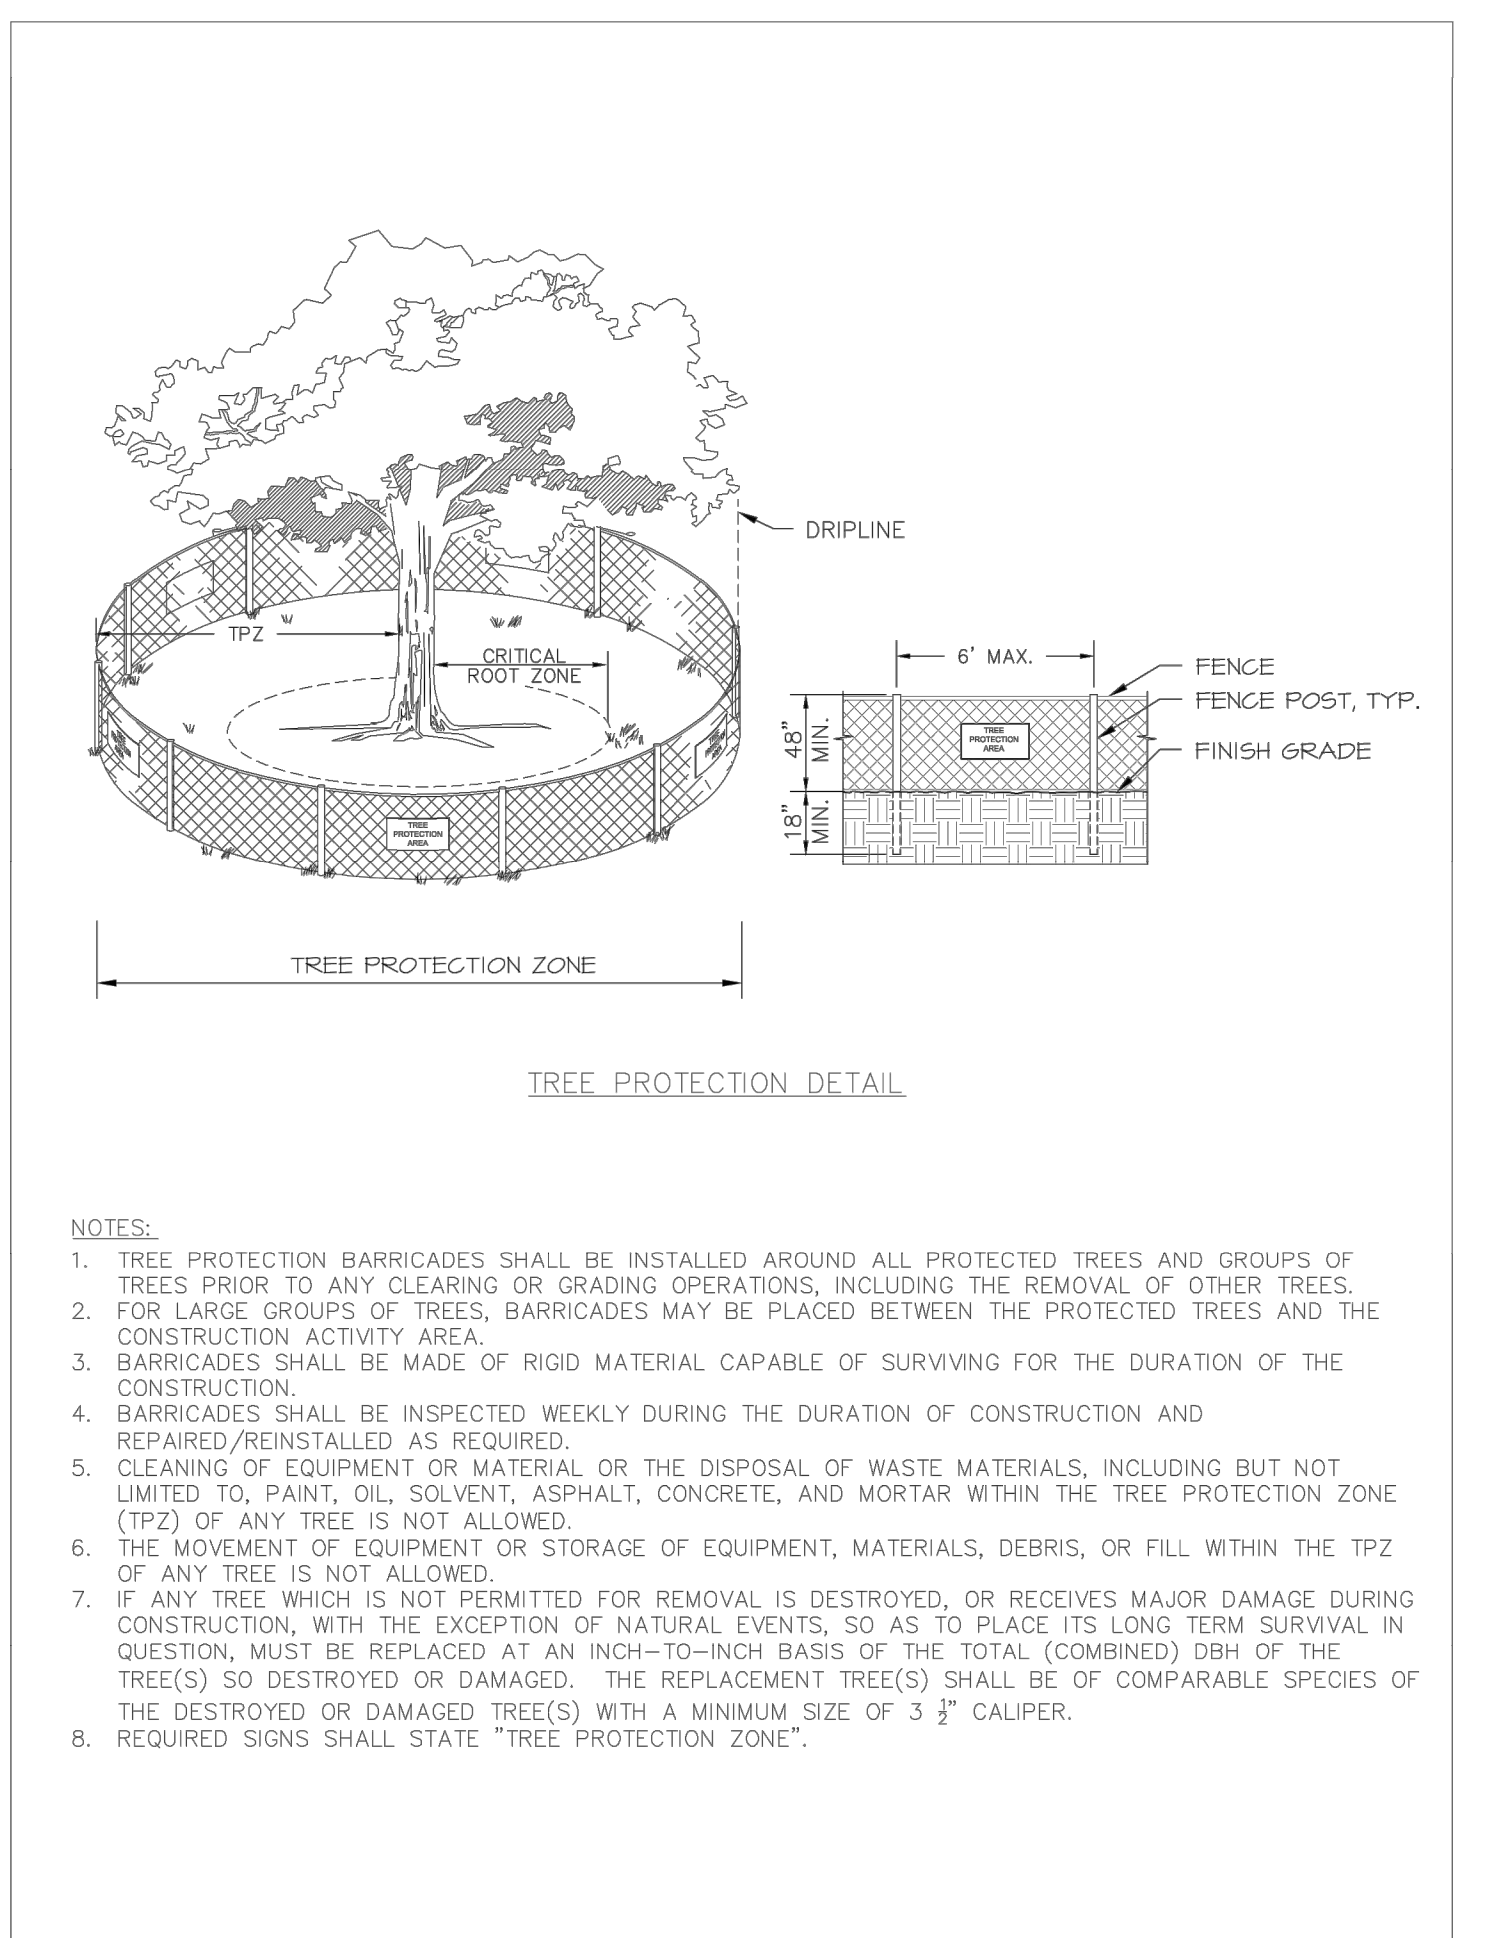 DRIPLINE
TPZ
CRITICAL
ROOT ZONE
6' MAX.
FENCE
FENCE POST, TYP.
FINISH GRADE
48"
MIN.
18"
MIN.
TREE
PROTECTION
AREA
TREE
PROTECTION
AREA
TREE PROTECTION ZONE
TREE PROTECTION DETAIL
NOTES:
1. TREE PROTECTION BARRICADES SHALL BE INSTALLED AROUND ALL PROTECTED TREES AND GROUPS OF
TREES PRIOR TO ANY CLEARING OR GRADING OPERATIONS, INCLUDING THE REMOVAL OF OTHER TREES.
2. FOR LARGE GROUPS OF TREES, BARRICADES MAY BE PLACED BETWEEN THE PROTECTED TREES AND THE
CONSTRUCTION ACTIVITY AREA.
3. BARRICADES SHALL BE MADE OF RIGID MATERIAL CAPABLE OF SURVIVING FOR THE DURATION OF THE
CONSTRUCTION.
4. BARRICADES SHALL BE INSPECTED WEEKLY DURING THE DURATION OF CONSTRUCTION AND
REPAIRED/REINSTALLED AS REQUIRED.
5. CLEANING OF EQUIPMENT OR MATERIAL OR THE DISPOSAL OF WASTE MATERIALS, INCLUDING BUT NOT
LIMITED TO, PAINT, OIL, SOLVENT, ASPHALT, CONCRETE, AND MORTAR WITHIN THE TREE PROTECTION ZONE
(TPZ) OF ANY TREE IS NOT ALLOWED.
6. THE MOVEMENT OF EQUIPMENT OR STORAGE OF EQUIPMENT, MATERIALS, DEBRIS, OR FILL WITHIN THE TPZ
OF ANY TREE IS NOT ALLOWED.
7. IF ANY TREE WHICH IS NOT PERMITTED FOR REMOVAL IS DESTROYED, OR RECEIVES MAJOR DAMAGE DURING
CONSTRUCTION, WITH THE EXCEPTION OF NATURAL EVENTS, SO AS TO PLACE ITS LONG TERM SURVIVAL IN
QUESTION, MUST BE REPLACED AT AN INCH-TO-INCH BASIS OF THE TOTAL (COMBINED) DBH OF THE
TREE(S) SO DESTROYED OR DAMAGED. THE REPLACEMENT TREE(S) SHALL BE OF COMPARABLE SPECIES OF
THE DESTROYED OR DAMAGED TREE(S) WITH A MINIMUM SIZE OF 3 ½" CALIPER.
8. REQUIRED SIGNS SHALL STATE "TREE PROTECTION ZONE".